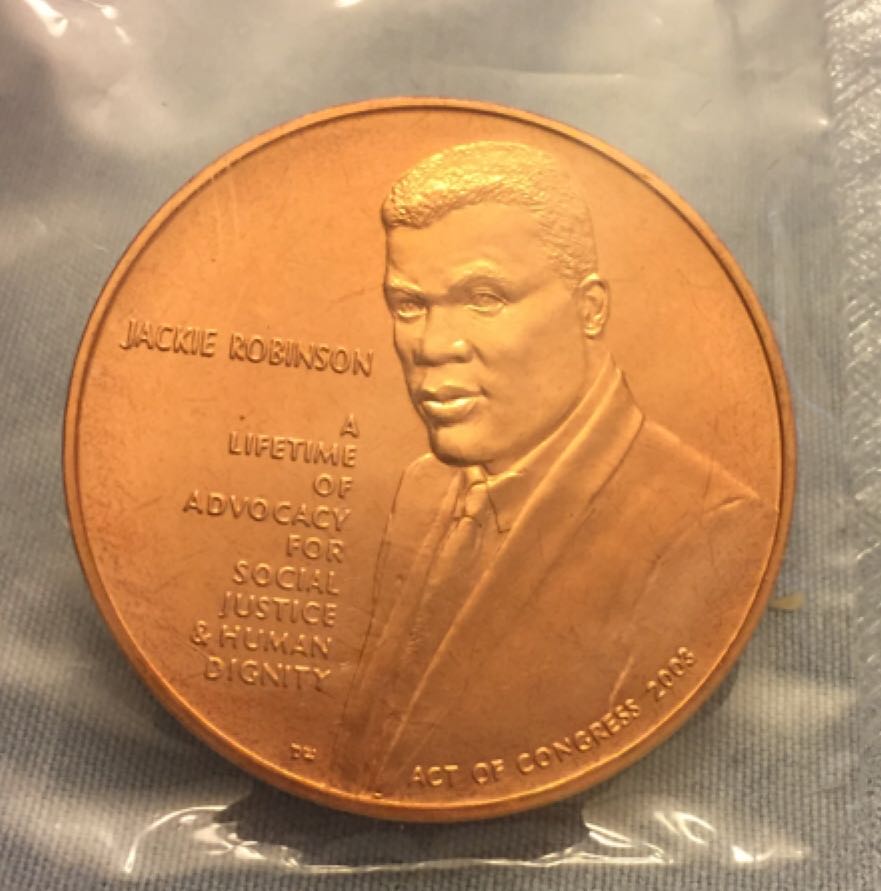 JACKIE ROBINSON
A
LIFETIME
OF
ADVOCACY
FOR
SOCIAL
JUSTICE
& HUMAN
DIGNITY
ACT OF CONGRESS 2003